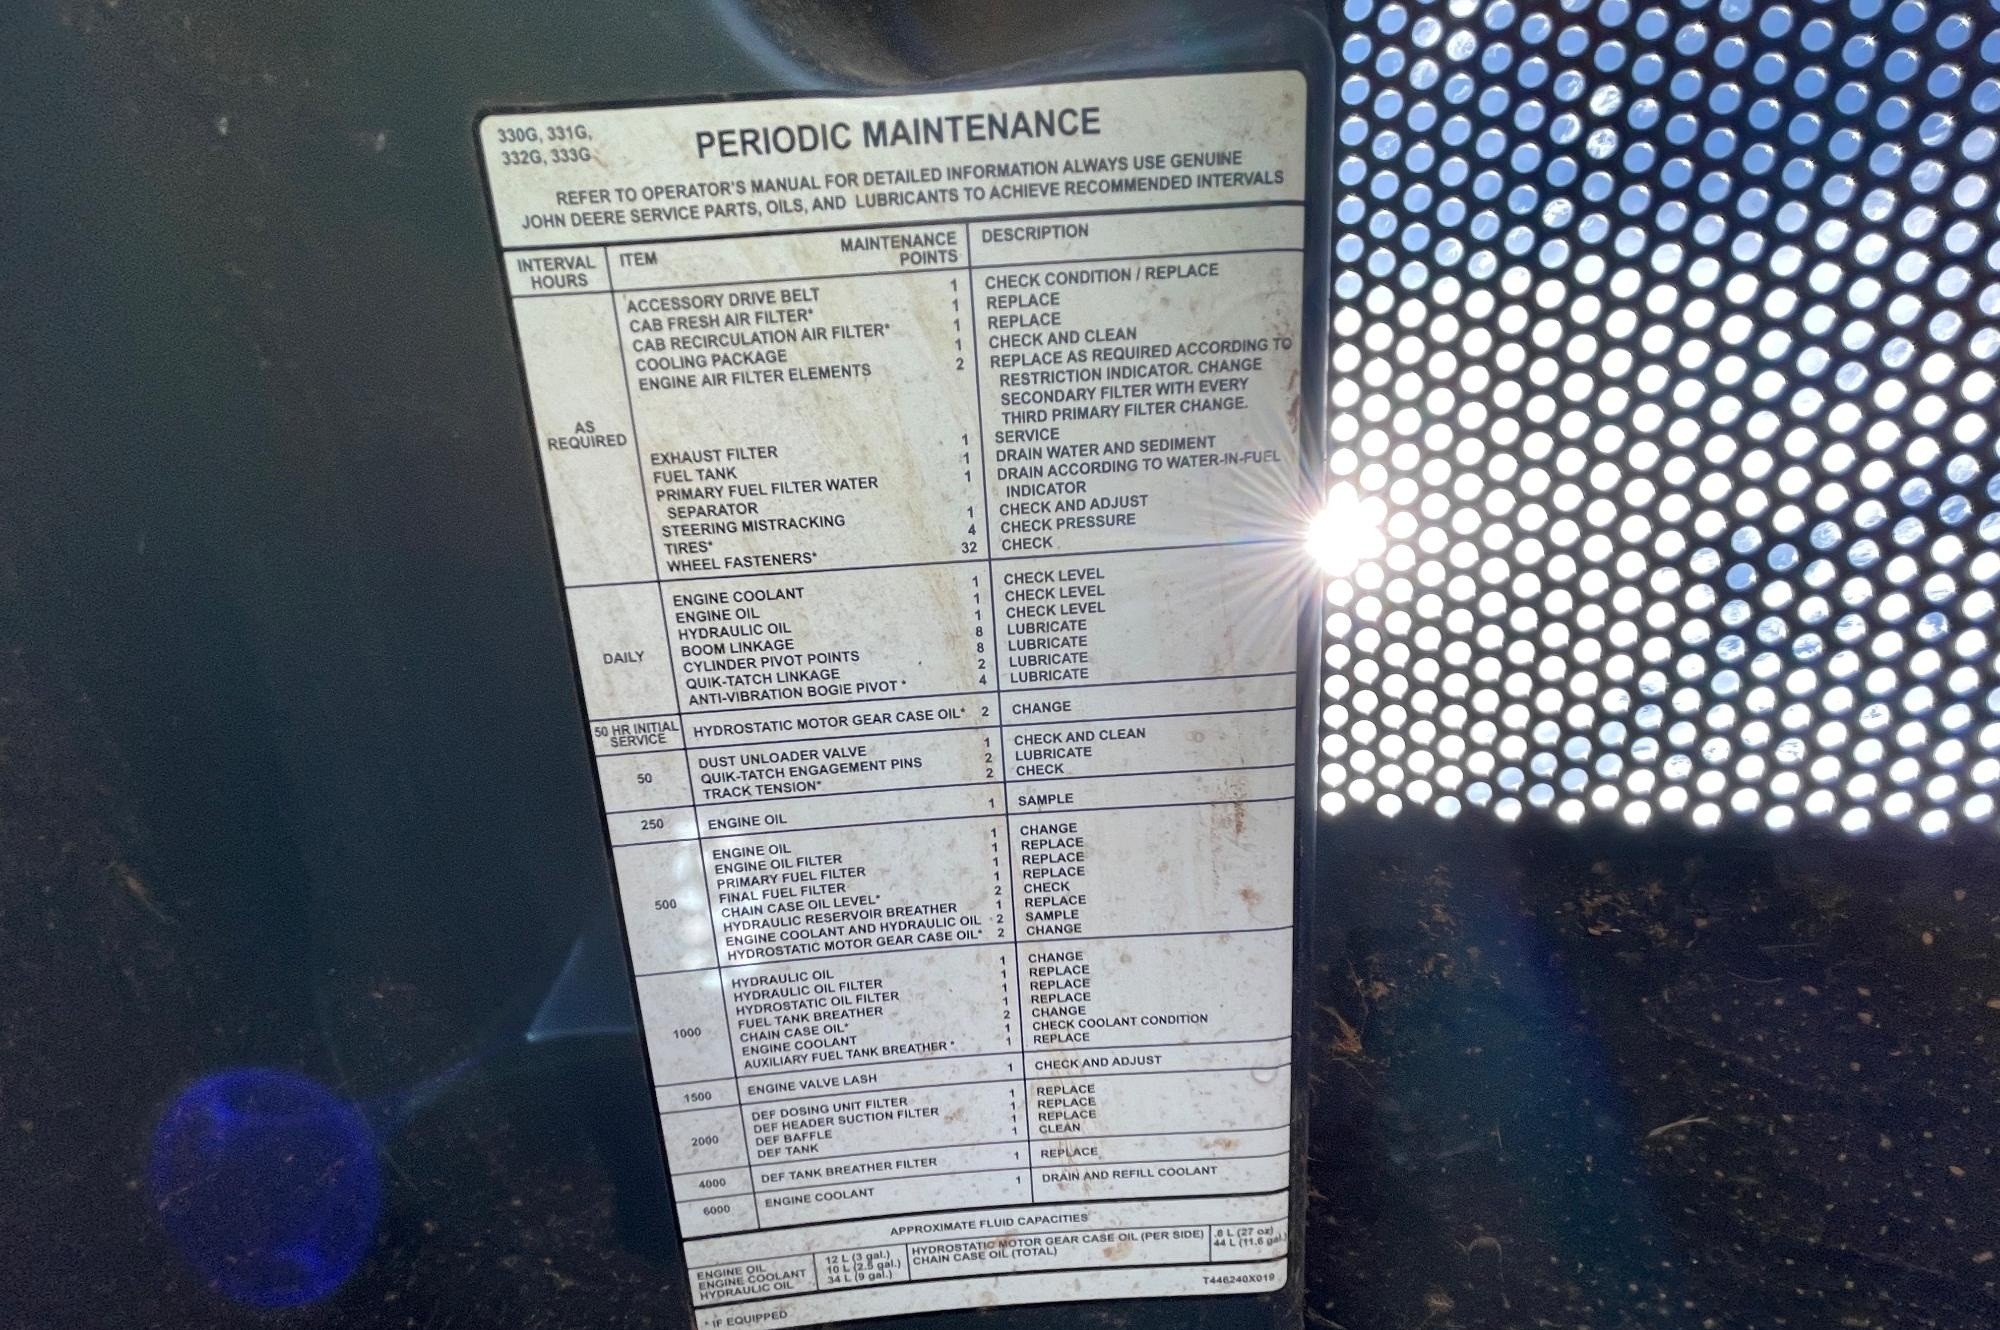 330G, 331G,
332G, 333G
PERIODIC MAINTENANCE
REFER TO OPERATOR'S MANUAL FOR DETAILED INFORMATION ALWAYS USE GENUINE
JOHN DEERE SERVICE PARTS, OILS, AND LUBRICANTS TO ACHIEVE RECOMMENDED INTERVALS
INTERVAL HOURS ITEM MAINTENANCE POINTS DESCRIPTION
AS REQUIRED
ACCESSORY DRIVE BELT 1 CHECK CONDITION / REPLACE
CAB FRESH AIR FILTER* 1 REPLACE
CAB RECIRCULATION AIR FILTER* 1 REPLACE
COOLING PACKAGE 1 CHECK AND CLEAN
ENGINE AIR FILTER ELEMENTS 2 REPLACE AS REQUIRED ACCORDING TO
RESTRICTION INDICATOR. CHANGE
SECONDARY FILTER WITH EVERY
THIRD PRIMARY FILTER CHANGE.
EXHAUST FILTER 1 SERVICE
FUEL TANK 1 DRAIN WATER AND SEDIMENT
PRIMARY FUEL FILTER WATER 1 DRAIN ACCORDING TO WATER-IN-FUEL
SEPARATOR INDICATOR
STEERING MISTRACKING 1 CHECK AND ADJUST
TIRES* 4 CHECK PRESSURE
WHEEL FASTENERS* 32 CHECK
DAILY
ENGINE COOLANT 1 CHECK LEVEL
ENGINE OIL 1 CHECK LEVEL
HYDRAULIC OIL 1 CHECK LEVEL
BOOM LINKAGE 8 LUBRICATE
CYLINDER PIVOT POINTS 8 LUBRICATE
QUIK-TATCH LINKAGE 2 LUBRICATE
ANTI-VIBRATION BOGIE PIVOT * 4 LUBRICATE
50 HR INITIAL SERVICE HYDROSTATIC MOTOR GEAR CASE OIL* 2 CHANGE
50
DUST UNLOADER VALVE 1 CHECK AND CLEAN
QUIK-TATCH ENGAGEMENT PINS 2 LUBRICATE
TRACK TENSION* 2 CHECK
250 ENGINE OIL 1 SAMPLE
500
ENGINE OIL 1 CHANGE
ENGINE OIL FILTER 1 REPLACE
PRIMARY FUEL FILTER 1 REPLACE
FINAL FUEL FILTER 1 REPLACE
CHAIN CASE OIL LEVEL* 2 CHECK
HYDRAULIC RESERVOIR BREATHER 1 REPLACE
ENGINE COOLANT AND HYDRAULIC OIL 2 SAMPLE
HYDROSTATIC MOTOR GEAR CASE OIL* 2 CHANGE
1000
HYDRAULIC OIL 1 CHANGE
HYDRAULIC OIL FILTER 1 REPLACE
HYDROSTATIC OIL FILTER 1 REPLACE
FUEL TANK BREATHER 1 REPLACE
CHAIN CASE OIL* 2 CHANGE
ENGINE COOLANT 1 CHECK COOLANT CONDITION
AUXILIARY FUEL TANK BREATHER * 1 REPLACE
1500 ENGINE VALVE LASH 1 CHECK AND ADJUST
2000
DEF DOSING UNIT FILTER 1 REPLACE
DEF HEADER SUCTION FILTER 1 REPLACE
DEF BAFFLE 1 REPLACE
DEF TANK 1 CLEAN
4000 DEF TANK BREATHER FILTER 1 REPLACE
6000 ENGINE COOLANT 1 DRAIN AND REFILL COOLANT
APPROXIMATE FLUID CAPACITIES
ENGINE OIL 12 L (3 gal.) HYDROSTATIC MOTOR GEAR CASE OIL (PER SIDE) .8 L (27 oz)
ENGINE COOLANT 10 L (2.5 gal.) CHAIN CASE OIL (TOTAL) 44 L (11.6 gal.)
HYDRAULIC OIL 34 L (9 gal.)
T446240X019
* IF EQUIPPED